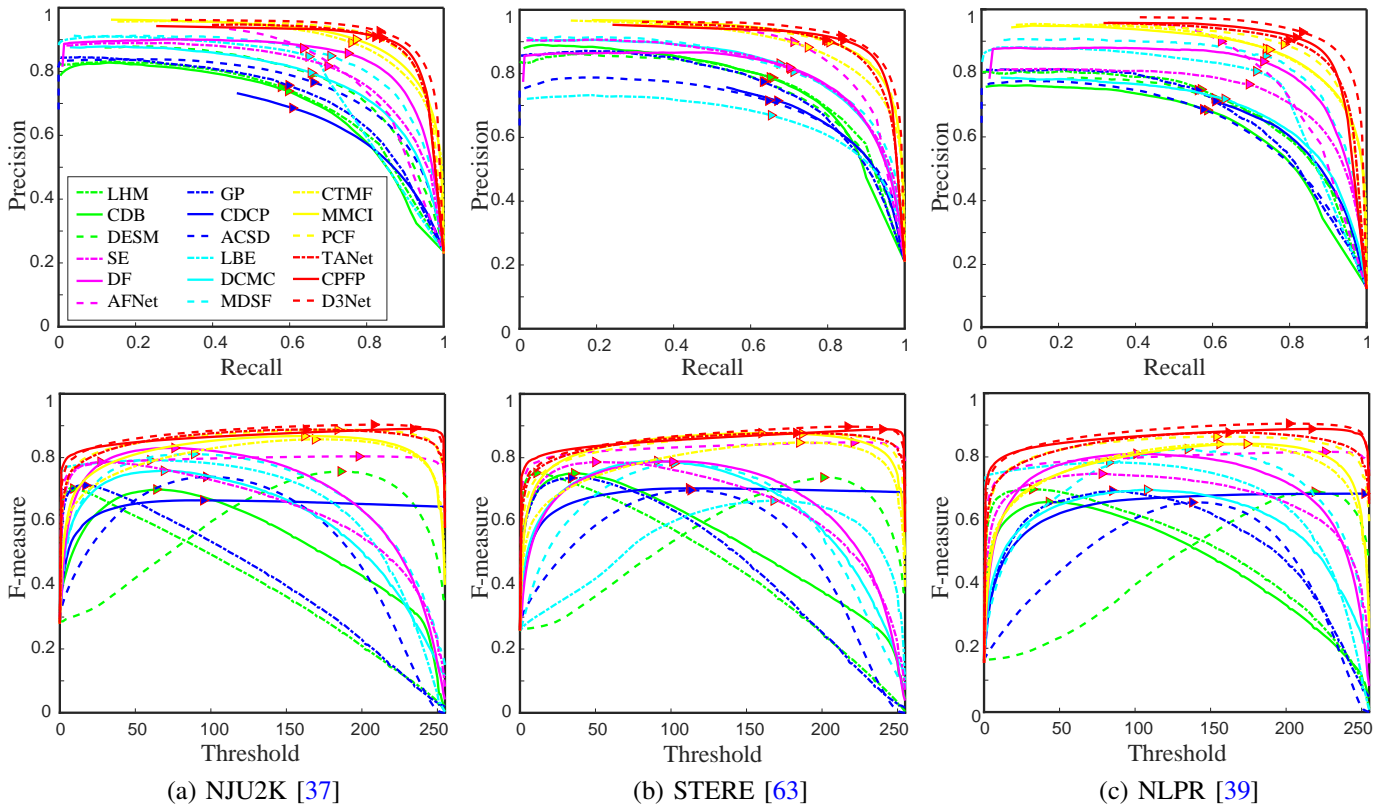 1
0.8
0.6
0.4
0.2
0
Precision
0 0.2 0.4 0.6 0.8 1
Recall
LHM GP CTMF
CDB CDCP MMCI
DESM ACSD PCF
SE LBE TANet
DF DCMC CPFP
AFNet MDSF D3Net
1
0.8
0.6
0.4
0.2
0
Precision
0 0.2 0.4 0.6 0.8 1
Recall
1
0.8
0.6
0.4
0.2
0
Precision
0 0.2 0.4 0.6 0.8 1
Recall
1
0.8
0.6
0.4
0.2
0
F-measure
0 50 100 150 200 250
Threshold
(a) NJU2K [37]
1
0.8
0.6
0.4
0.2
0
F-measure
0 50 100 150 200 250
Threshold
(b) STERE [63]
1
0.8
0.6
0.4
0.2
0
F-measure
0 50 100 150 200 250
Threshold
(c) NLPR [39]